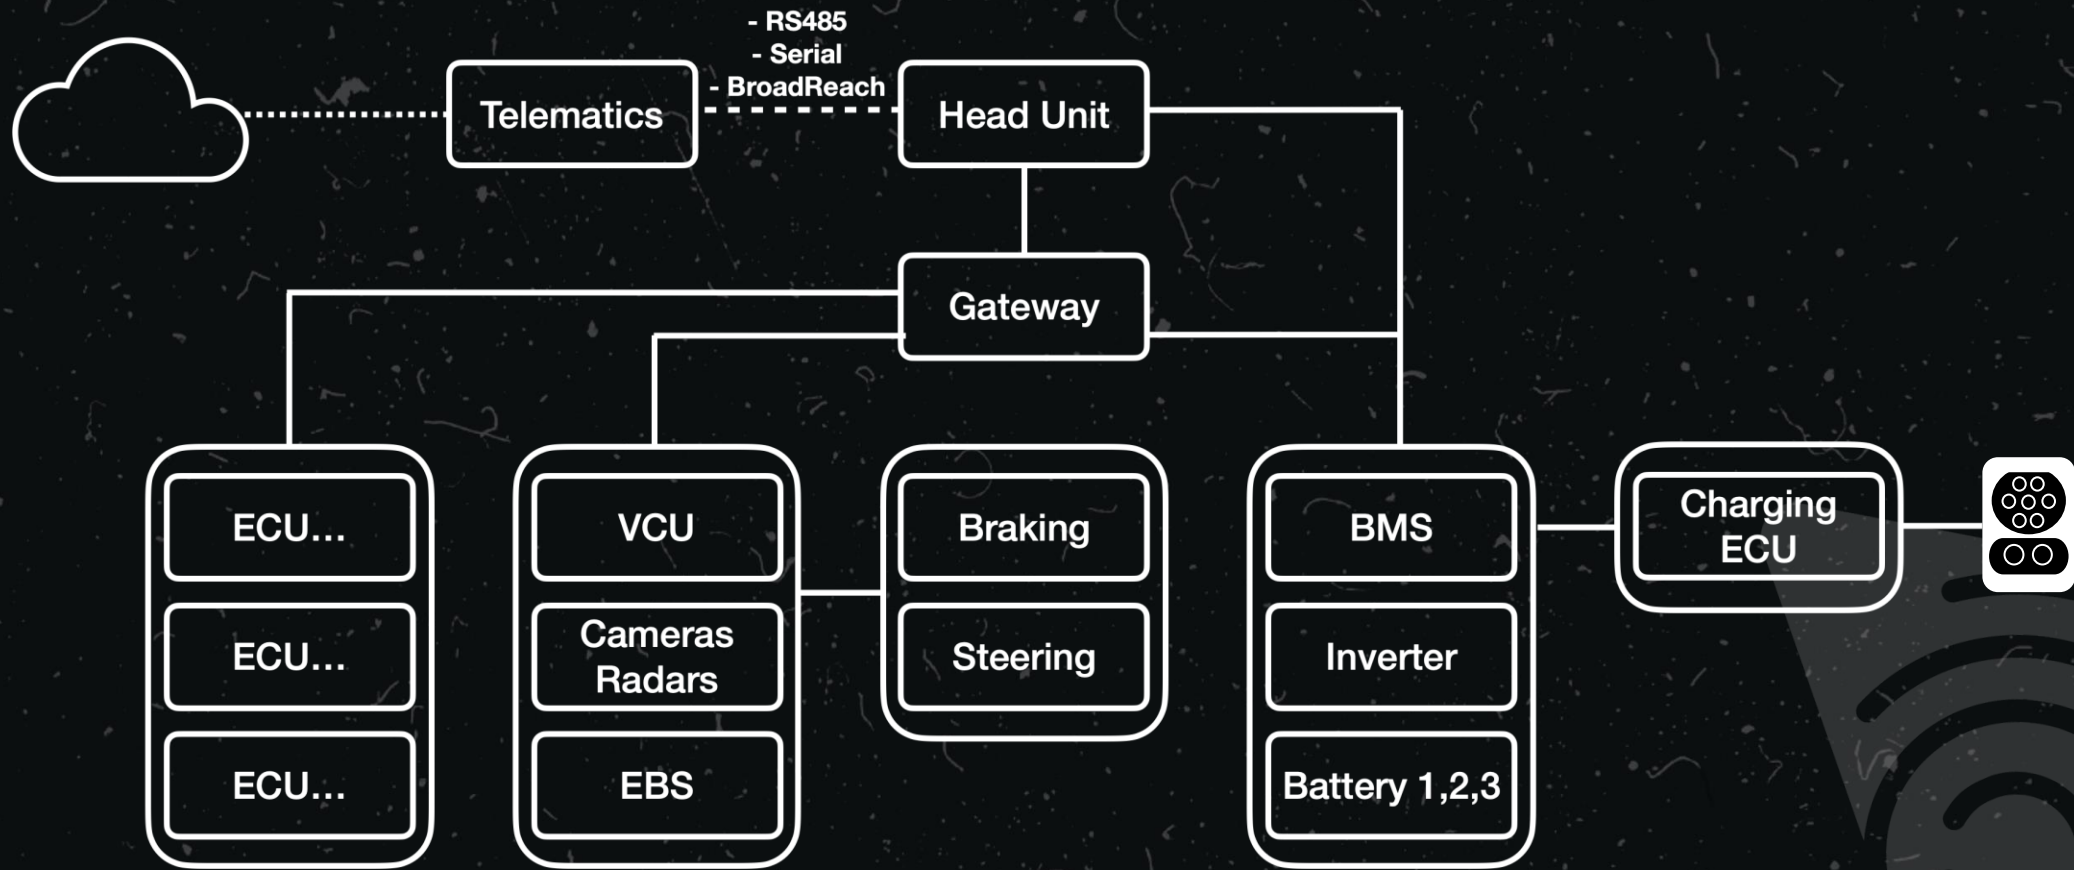 - RS485
- Serial
- BroadReach
Telematics
Head Unit
Gateway
ECU...
ECU...
ECU...
VCU
Cameras
Radars
EBS
Braking
Steering
BMS
Inverter
Battery 1,2,3
Charging
ECU